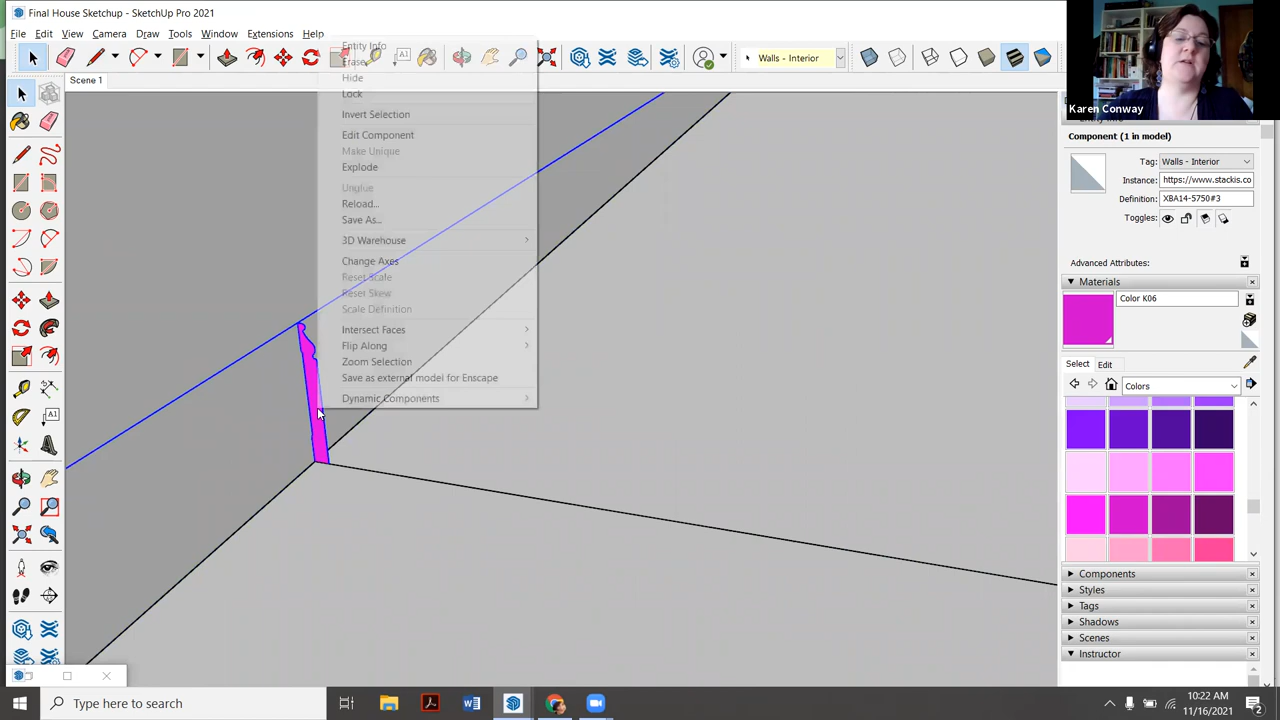 Final House Sketchup - SketchUp Pro 2021
File Edit View Camera Draw Tools Window Extensions Help
Walls - Interior
Scene 1
Entity Info
Erase
Hide
Lock
Invert Selection
Edit Component
Make Unique
Explode
Unglue
Reload...
Save As...
3D Warehouse
Change Axes
Reset Scale
Reset Skew
Scale Definition
Intersect Faces
Flip Along
Zoom Selection
Save as external model for Enscape
Dynamic Components
Karen Conway
Component (1 in model)
Tag: Walls - Interior
Instance: https://www.stackis.co
Definition: XBA14-5750#3
Toggles:
Advanced Attributes:
Materials
Color K06
Select Edit
Colors
Components
Styles
Tags
Shadows
Scenes
Instructor
Type here to search
10:22 AM
11/16/2021
2